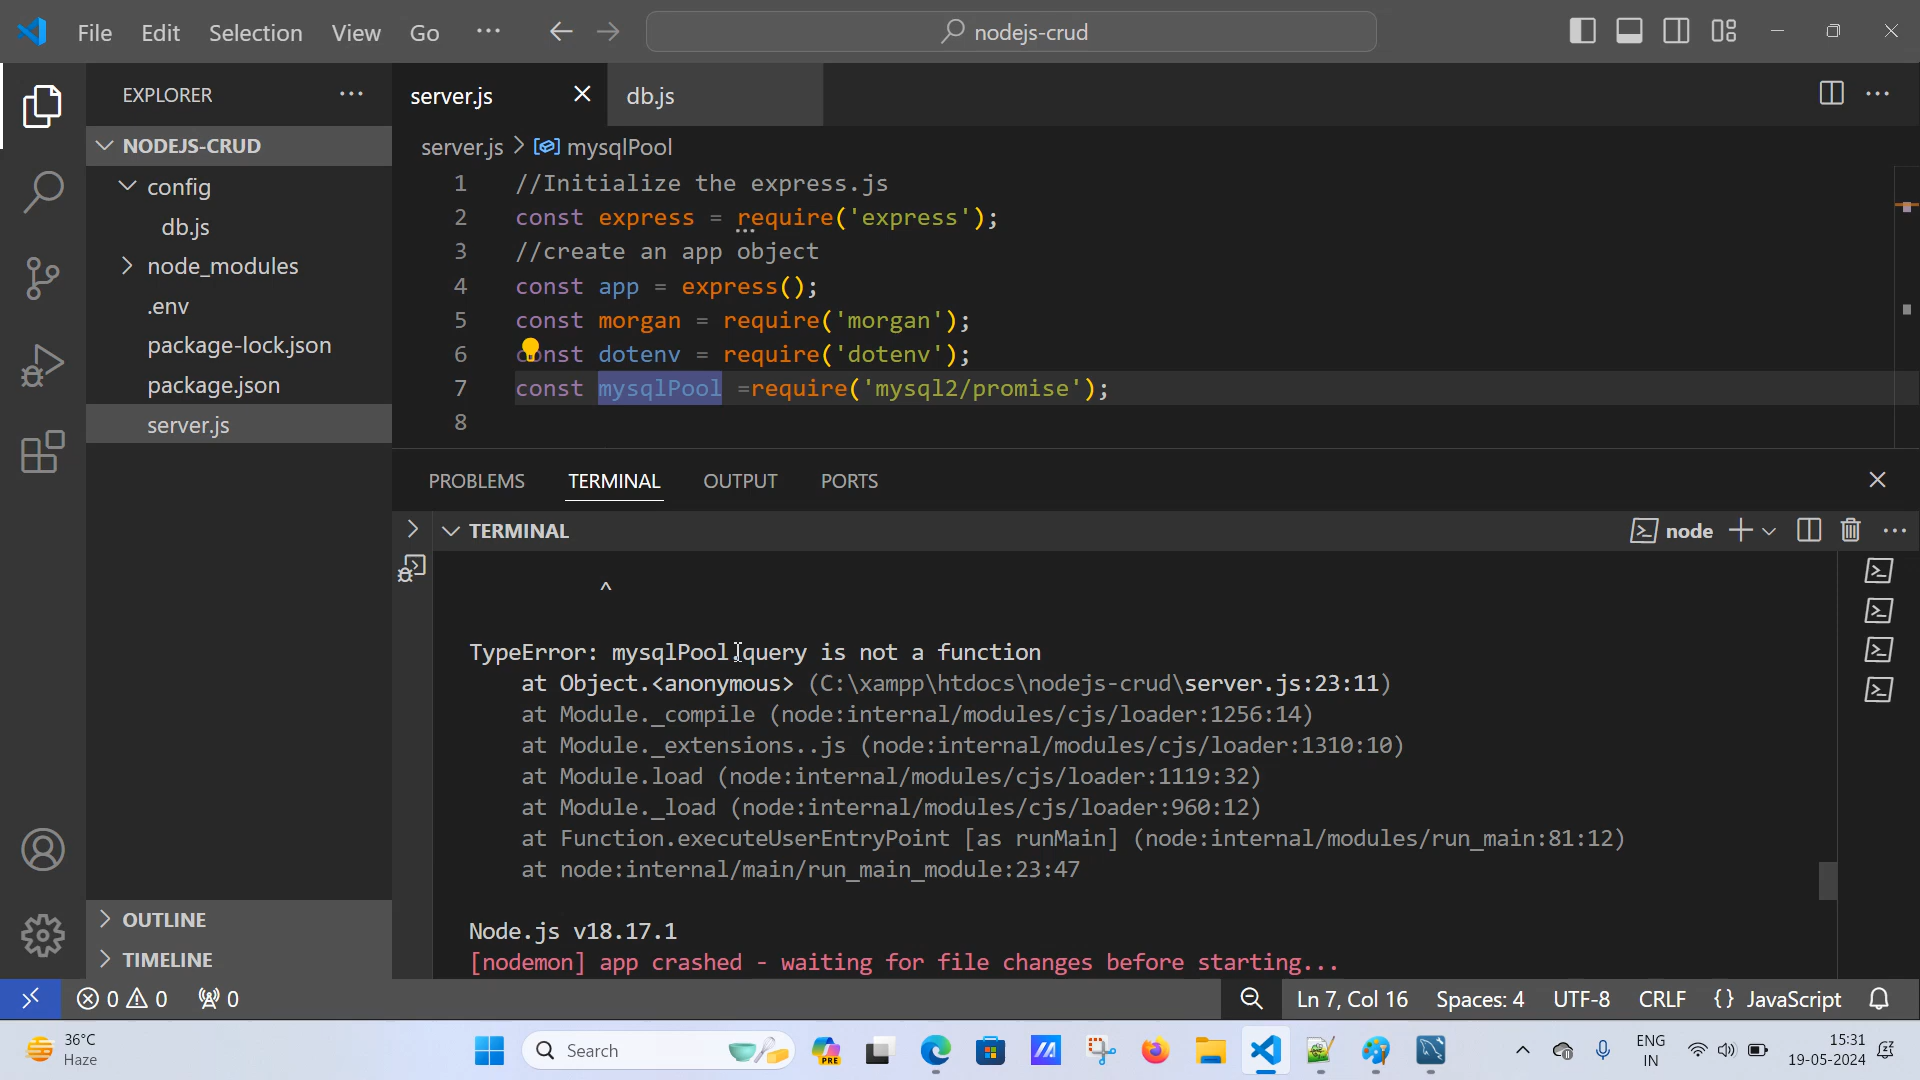 File Edit Selection View Go ··· nodejs-crud
EXPLORER ···
server.js
db.js
NODEJS-CRUD
config
db.js
node_modules
.env
package-lock.json
package.json
server.js
OUTLINE
TIMELINE
server.js > mysqlPool
1 //Initialize the express.js
2 const express = require('express');
3 //create an app object
4 const app = express();
5 const morgan = require('morgan');
6 const dotenv = require('dotenv');
7 const mysqlPool =require('mysql2/promise');
8
PROBLEMS TERMINAL OUTPUT PORTS
TERMINAL
node
^
TypeError: mysqlPool.query is not a function
at Object.<anonymous> (C:\xampp\htdocs\nodejs-crud\server.js:23:11)
at Module._compile (node:internal/modules/cjs/loader:1256:14)
at Module._extensions..js (node:internal/modules/cjs/loader:1310:10)
at Module.load (node:internal/modules/cjs/loader:1119:32)
at Module._load (node:internal/modules/cjs/loader:960:12)
at Function.executeUserEntryPoint [as runMain] (node:internal/modules/run_main:81:12)
at node:internal/main/run_main_module:23:47
Node.js v18.17.1
[nodemon] app crashed - waiting for file changes before starting...
0 0 0
Ln 7, Col 16 Spaces: 4 UTF-8 CRLF {} JavaScript
36°C
Haze
Search
PRE
ENG
IN
15:31
19-05-2024